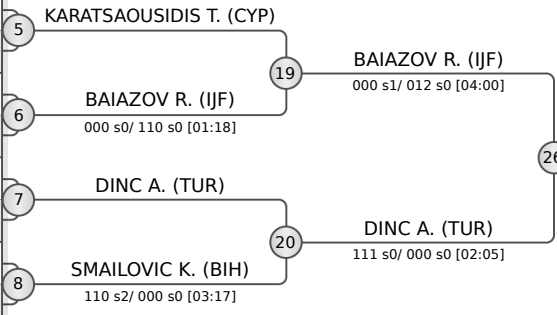 5
KARATSAOUSIDIS T. (CYP)
19
BAIAZOV R. (IJF)
000 s1/ 012 s0 [04:00]
6
BAIAZOV R. (IJF)
000 s0/ 110 s0 [01:18]
26
7
DINC A. (TUR)
20
DINC A. (TUR)
111 s0/ 000 s0 [02:05]
8
SMAILOVIC K. (BIH)
110 s2/ 000 s0 [03:17]